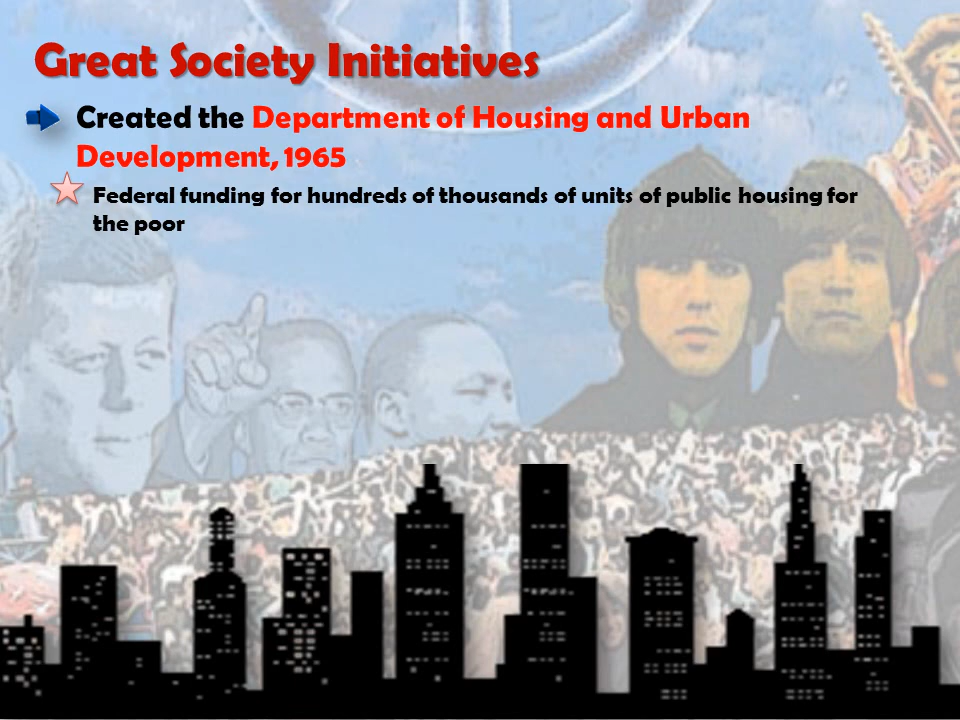 Great Society Initiatives
Created the Department of Housing and Urban
Development, 1965
Federal funding for hundreds of thousands of units of public housing for
the poor